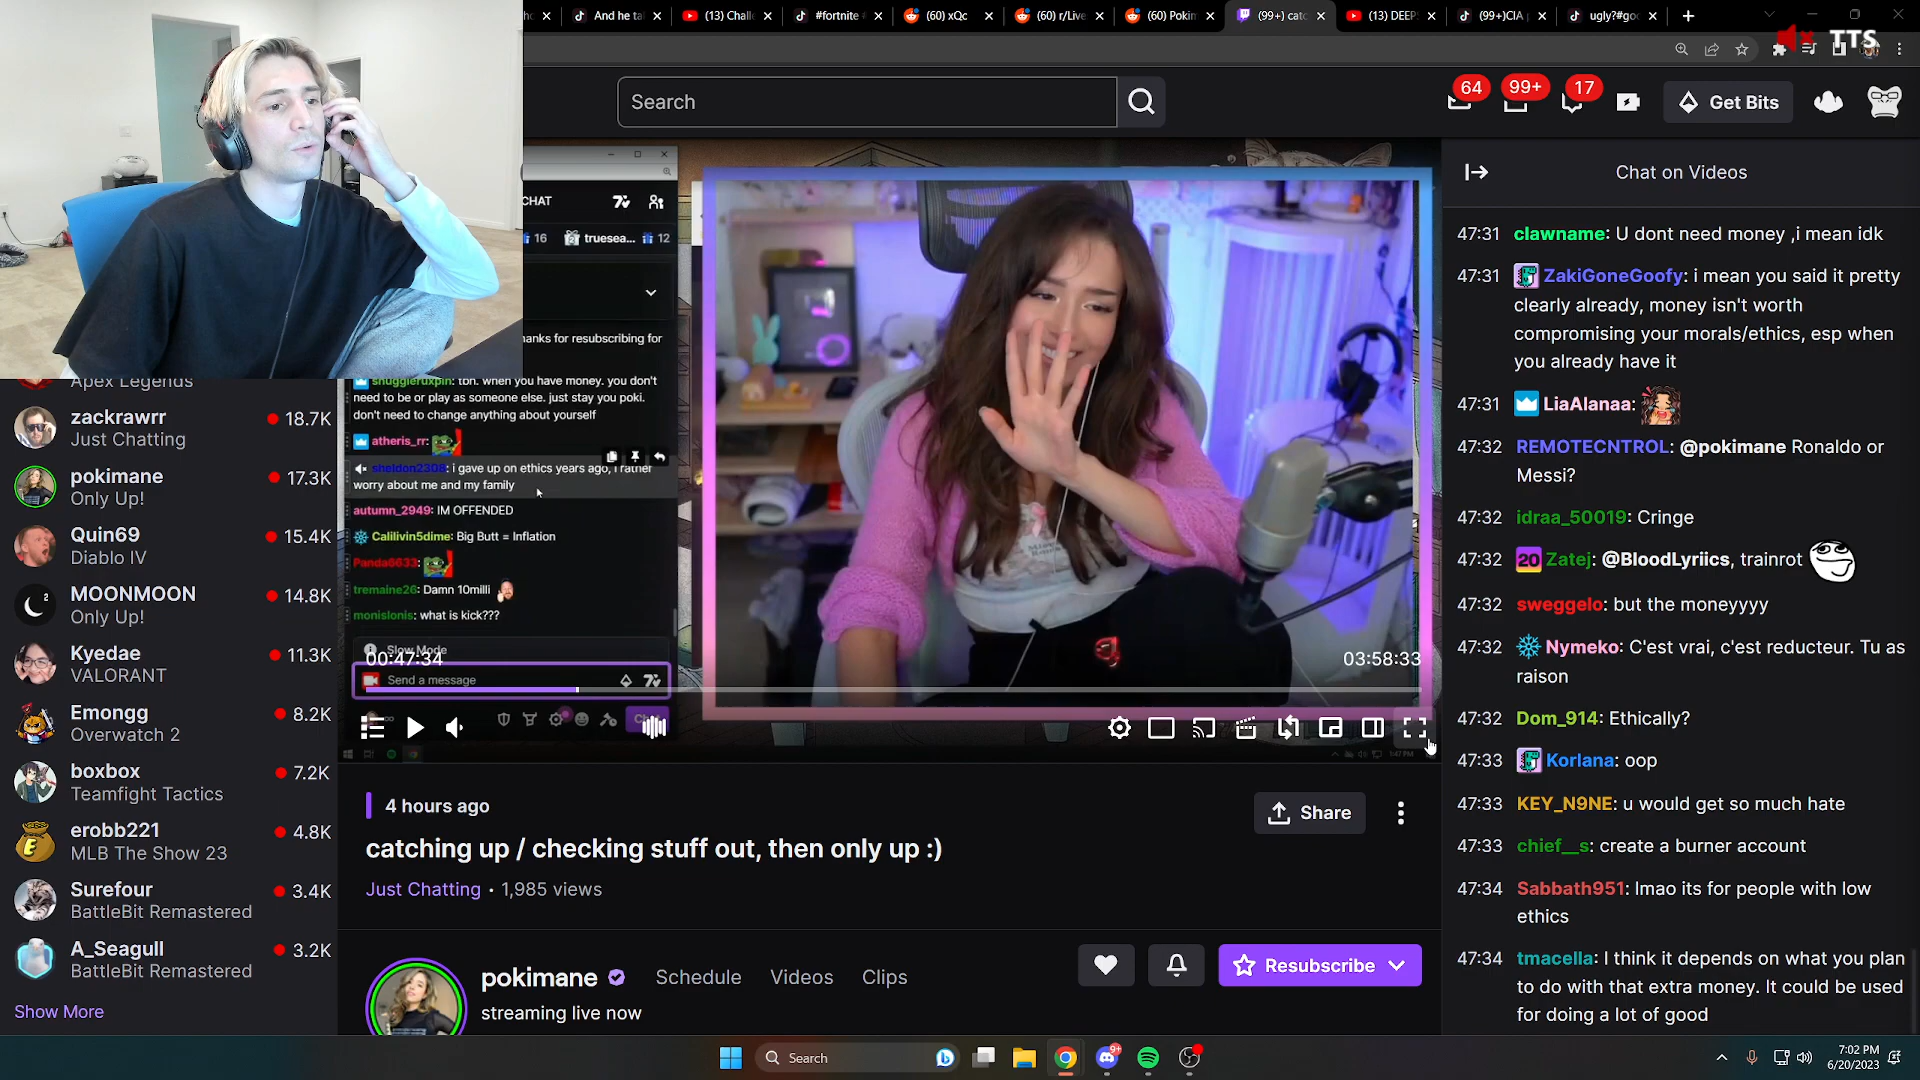 And he ta
(13) Chall
#fortnite
(60) xQc
(60) r/Live
(60) Pokin
(99+) catc
(13) DEEP
(99+)CIA
ugly?#goo
TTS
Search
64
99+
17
Get Bits
CHAT
16
truesea...
12
hanks for resubscribing for
snuggleruxpin: tbh. when you have money. you don't
need to be or play as someone else. just stay you poki.
don't need to change anything about yourself
atheris_rr:
sheldon2308: i gave up on ethics years ago, i rather
worry about me and my family
autumn_2949: IM OFFENDED
Calilivin5dime: Big Butt = Inflation
Panda6633:
tremaine26: Damn 10milli
monislonis: what is kick???
Slow Mode
00:47:34
03:58:33
Send a message
1:47 PM
Apex Legends
zackrawrr
18.7K
Just Chatting
pokimane
17.3K
Only Up!
Quin69
15.4K
Diablo IV
MOONMOON
14.8K
Only Up!
Kyedae
11.3K
VALORANT
Emongg
8.2K
Overwatch 2
boxbox
7.2K
Teamfight Tactics
erobb221
4.8K
MLB The Show 23
Surefour
3.4K
BattleBit Remastered
A_Seagull
3.2K
BattleBit Remastered
Show More
4 hours ago
Share
catching up / checking stuff out, then only up :)
Just Chatting • 1,985 views
pokimane
Schedule
Videos
Clips
Resubscribe
streaming live now
Chat on Videos
47:31 clawname: U dont need money ,i mean idk
47:31 ZakiGoneGoofy: i mean you said it pretty
clearly already, money isn't worth
compromising your morals/ethics, esp when
you already have it
47:31 LiaAlanaa:
47:32 REMOTECNTROL: @pokimane Ronaldo or
Messi?
47:32 idraa_50019: Cringe
47:32 20 Zatej: @BloodLyriics, trainrot
47:32 sweggelo: but the moneyyyy
47:32 Nymeko: C'est vrai, c'est reducteur. Tu as
raison
47:32 Dom_914: Ethically?
47:33 Korlana: oop
47:33 KEY_N9NE: u would get so much hate
47:33 chief__s: create a burner account
47:34 Sabbath951: lmao its for people with low
ethics
47:34 tmacella: I think it depends on what you plan
to do with that extra money. It could be used
for doing a lot of good
Search
9+
7:02 PM
6/20/2023